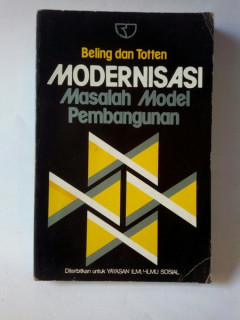 Beling dan Totten
MODERNISASI
Masalah Model
Pembangunan
Diterbitkan untuk YAYASAN ILMU-ILMU SOSIAL